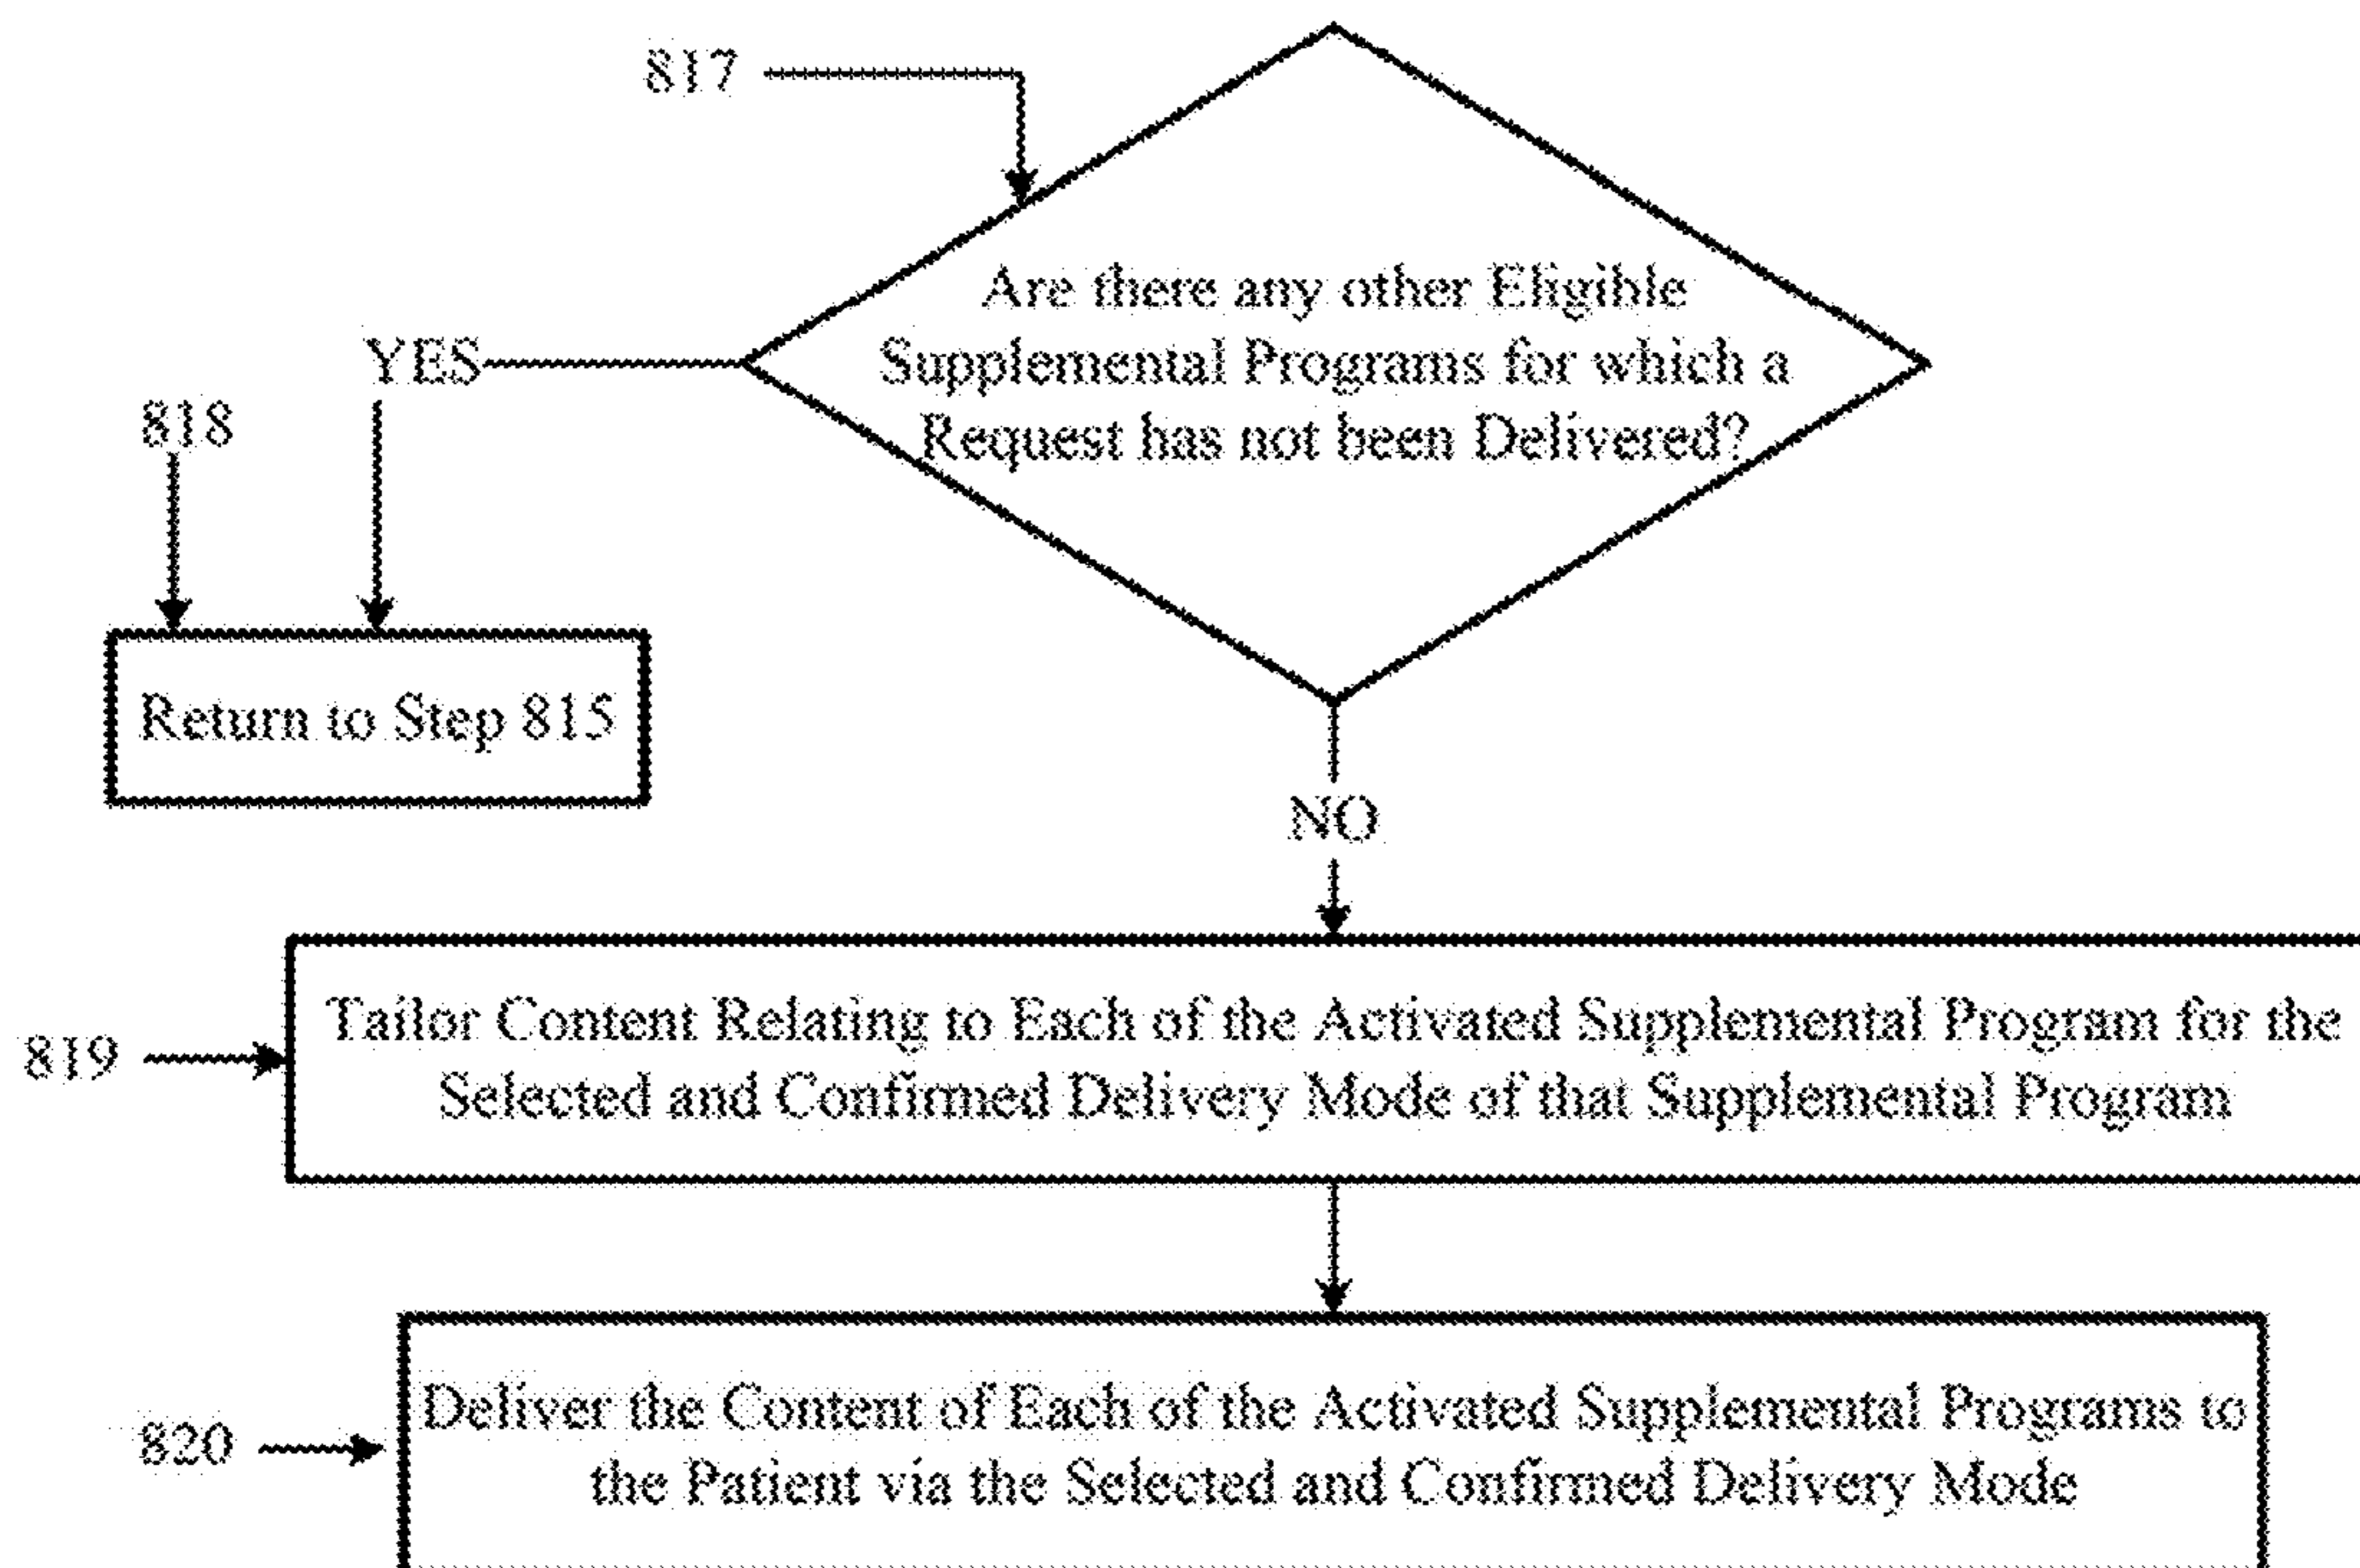 817
Are there any other Eligible
Supplemental Programs for which a
Request has not been Delivered?
YES
818
Return to Step 815
NO
819
Tailor Content Relating to Each of the Activated Supplemental Program for the
Selected and Confirmed Delivery Mode of that Supplemental Program
820
Deliver the Content of Each of the Activated Supplemental Programs to
the Patient via the Selected and Confirmed Delivery Mode